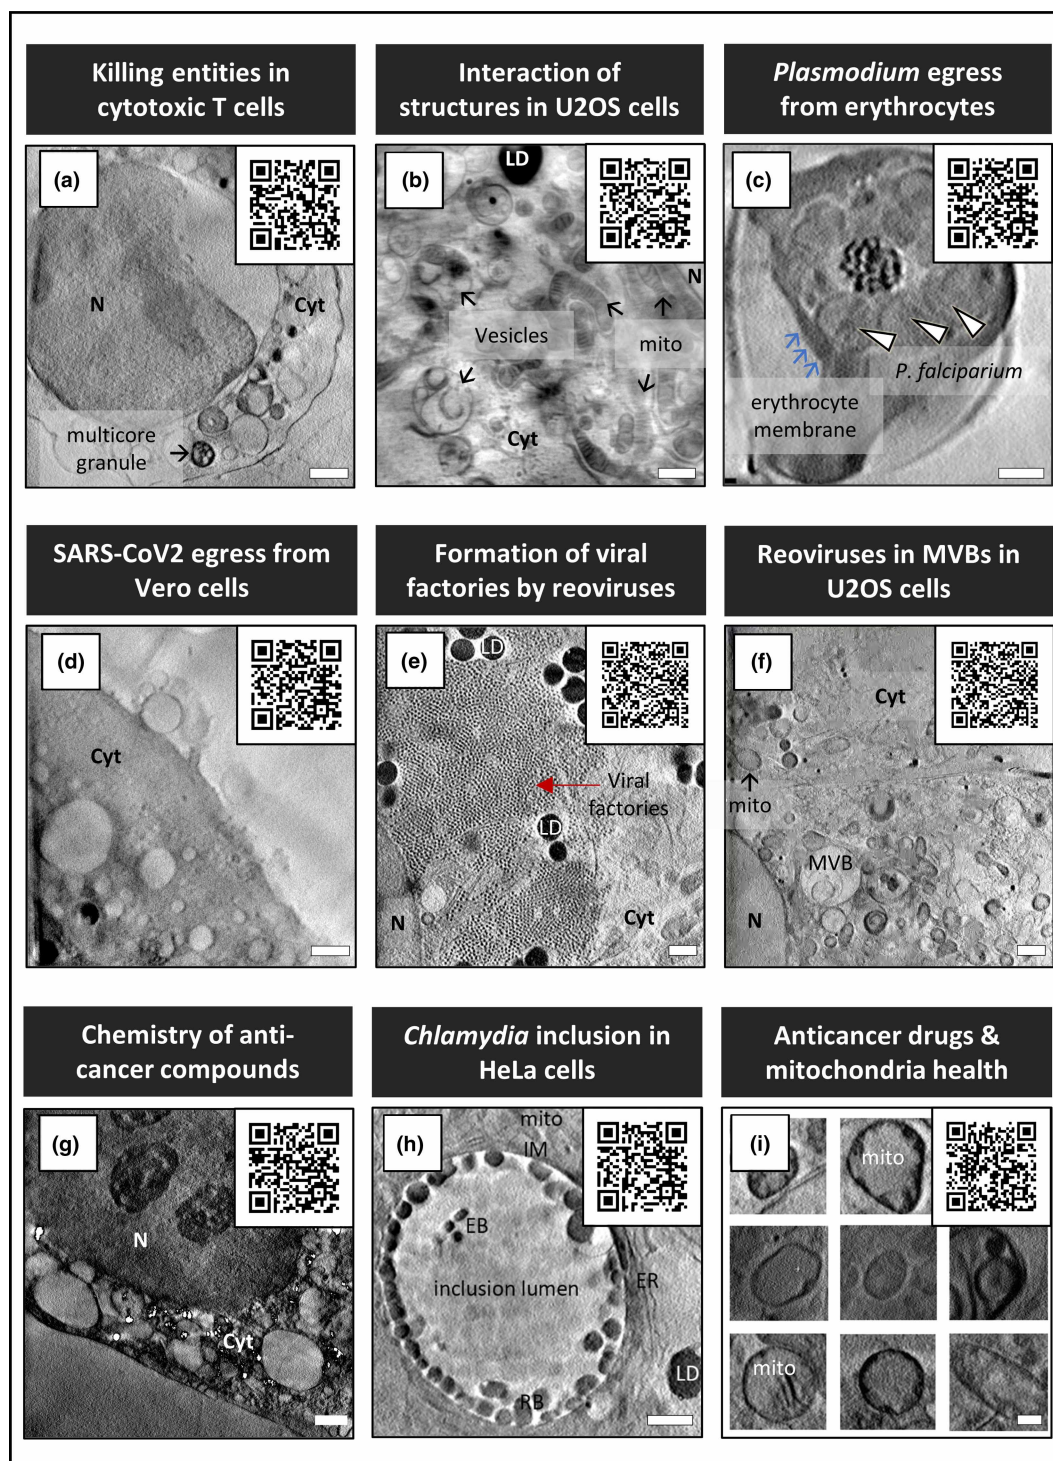 Killing entities in
cytotoxic T cells
Interaction of
structures in U2OS cells
Plasmodium egress
from erythrocytes
(a)
N
Cyt
multicore
granule
(b)
LD
N
Vesicles
mito
Cyt
(c)
P. falciparium
erythrocyte
membrane
SARS-CoV2 egress from
Vero cells
Formation of viral
factories by reoviruses
Reoviruses in MVBs in
U2OS cells
(d)
Cyt
(e)
LD
Viral
factories
LD
N
Cyt
(f)
Cyt
mito
MVB
N
Chemistry of anti-
cancer compounds
Chlamydia inclusion in
HeLa cells
Anticancer drugs &
mitochondria health
(g)
N
Cyt
(h)
mito
IM
EB
inclusion lumen
ER
LD
RB
(i)
mito
mito